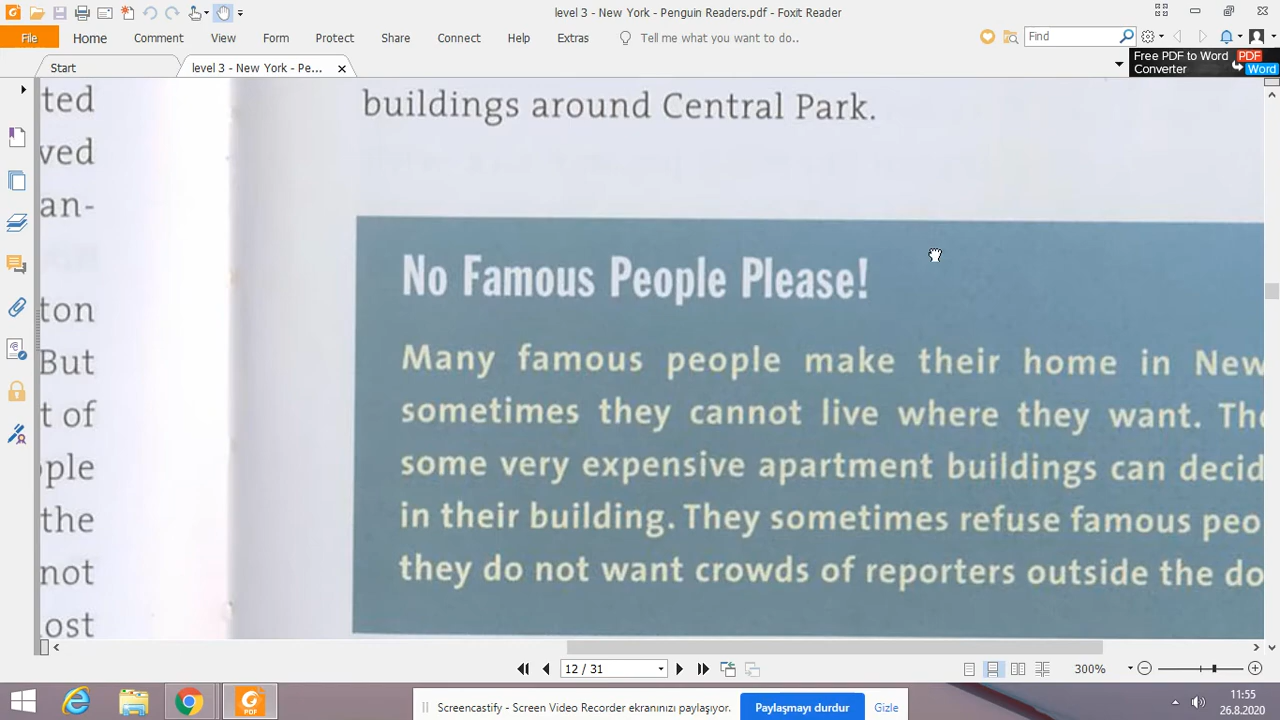 level 3 - New York - Penguin Readers.pdf - Foxit Reader
File Home Comment View Form Protect Share Connect Help Extras Tell me what you want to do.. Find
Start level 3 - New York - Pe...
Free PDF to Word PDF
Converter Word
ted
ved
an-
ton
But
t of
ople
the
not
ost
buildings around Central Park.
No Famous People Please!
Many famous people make their home in New
sometimes they cannot live where they want. The
some very expensive apartment buildings can decid
in their building. They sometimes refuse famous peo
they do not want crowds of reporters outside the do
12 / 31
300%
PDF
Screencastify - Screen Video Recorder ekranınızı paylaşıyor. Paylaşmayı durdur Gizle
11:55
26.8.2020